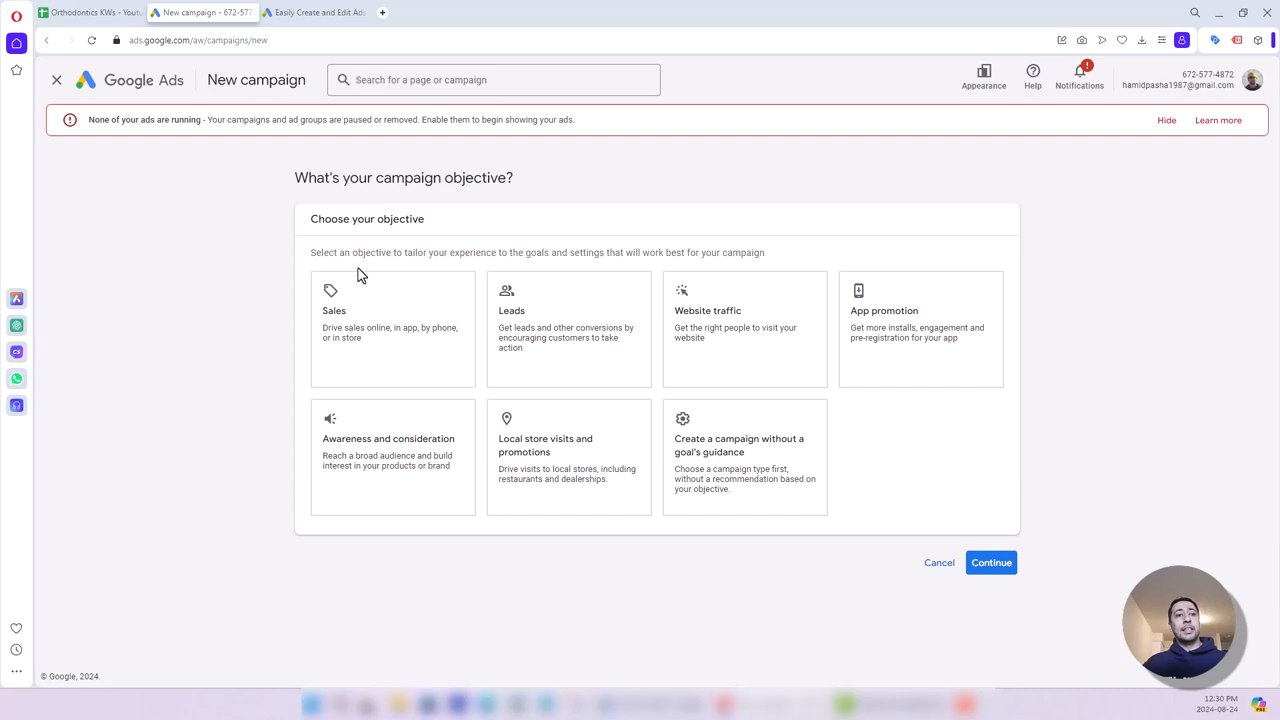 Orthodontics KWs - Youtu
New campaign - 672-577
Easily Create and Edit Ads
ads.google.com/aw/campaigns/new
Google Ads
New campaign
Search for a page or campaign
Appearance
Help
Notifications
672-577-4872
hamidpasha1987@gmail.com
None of your ads are running - Your campaigns and ad groups are paused or removed. Enable them to begin showing your ads.
Hide
Learn more
What's your campaign objective?
Choose your objective
Select an objective to tailor your experience to the goals and settings that will work best for your campaign
Sales
Drive sales online, in app, by phone,
or in store
Leads
Get leads and other conversions by
encouraging customers to take
action
Website traffic
Get the right people to visit your
website
App promotion
Get more installs, engagement and
pre-registration for your app
Awareness and consideration
Reach a broad audience and build
interest in your products or brand
Local store visits and
promotions
Drive visits to local stores, including
restaurants and dealerships.
Create a campaign without a
goal's guidance
Choose a campaign type first,
without a recommendation based on
your objective.
Cancel
Continue
© Google, 2024.
12:30 PM
2024-08-24